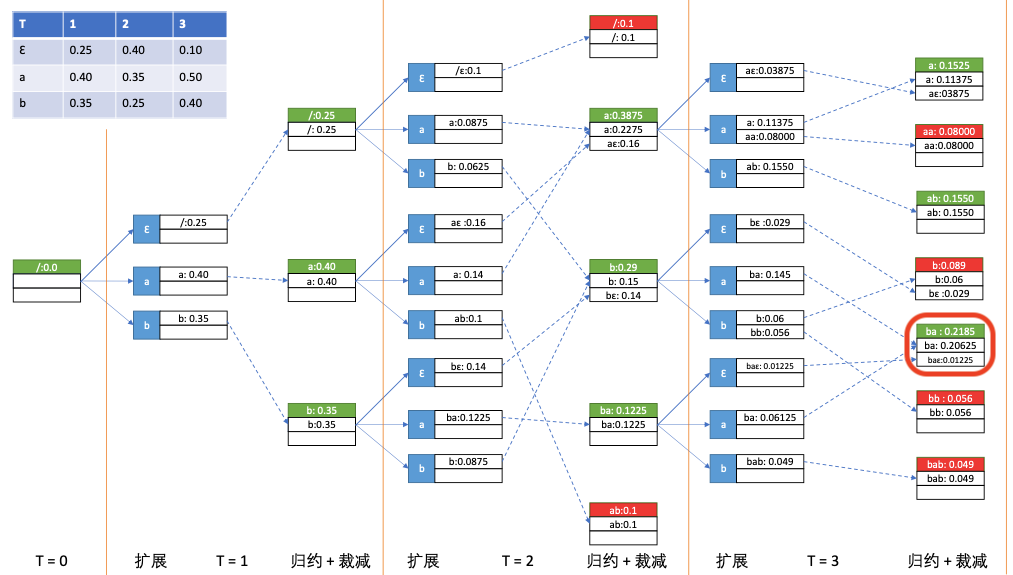 T 1 2 3
ε 0.25 0.40 0.10
a 0.40 0.35 0.50
b 0.35 0.25 0.40
/:0.0
ε
/:0.25
a
a: 0.40
b
b: 0.35
/:0.25
/: 0.25
a:0.40
a: 0.40
b: 0.35
b:0.35
ε
/ε:0.1
a
a:0.0875
b
b: 0.0625
ε
aε :0.16
a
a: 0.14
b
ab:0.1
ε
bε: 0.14
a
ba:0.1225
b
b:0.0875
/:0.1
/: 0.1
a:0.3875
a:0.2275
aε:0.16
b:0.29
b: 0.15
bε: 0.14
ba: 0.1225
ba:0.1225
ab:0.1
ab:0.1
ε
aε:0.03875
a
a: 0.11375
aa:0.08000
b
ab: 0.1550
ε
bε :0.029
a
ba: 0.145
b
b:0.06
bb:0.056
ε
baε: 0.01225
a
ba: 0.06125
b
bab: 0.049
a: 0.1525
a: 0.11375
aε:03875
aa: 0.08000
aa:0.08000
ab: 0.1550
ab: 0.1550
b:0.089
b:0.06
bε :0.029
ba : 0.2185
ba: 0.20625
baε:0.01225
bb : 0.056
bb: 0.056
bab: 0.049
bab: 0.049
T = 0 扩展 T = 1 归约 + 裁减 扩展 T = 2 归约 + 裁减 扩展 T = 3 归约 + 裁减